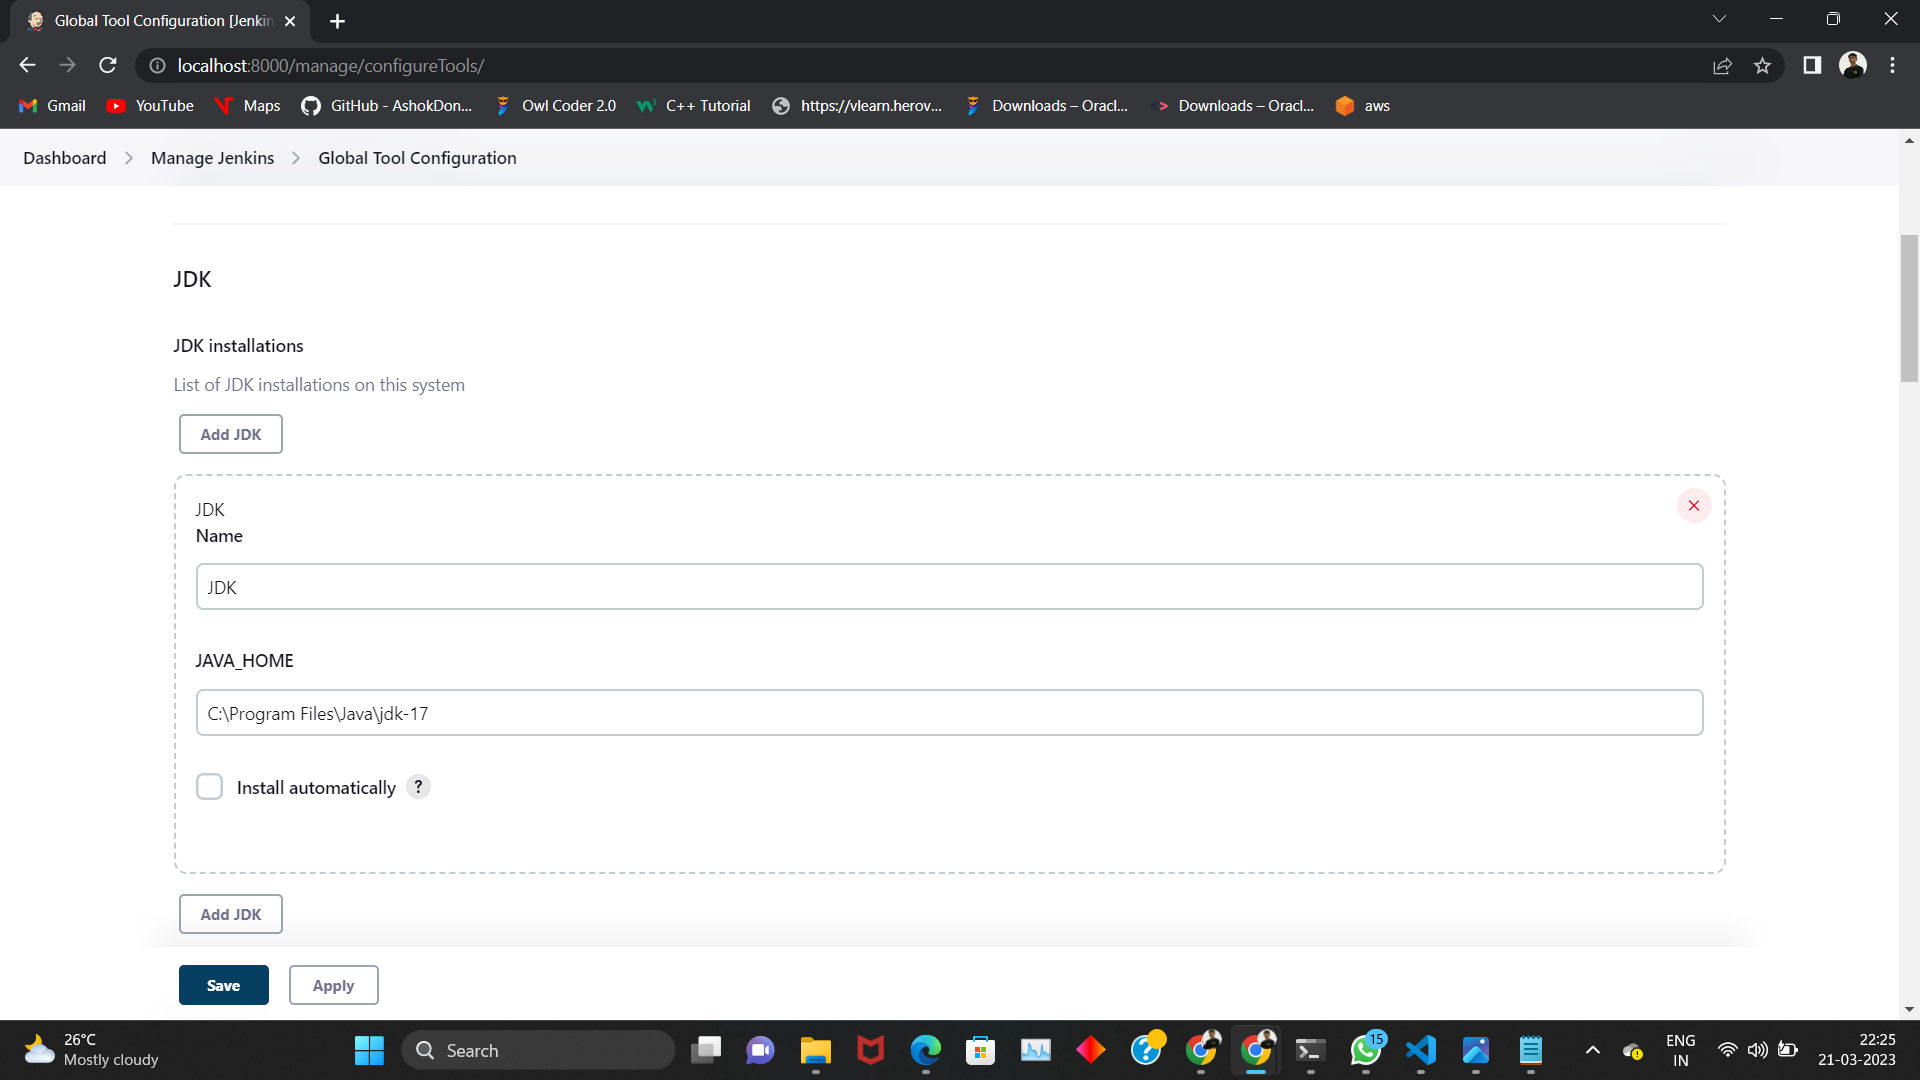 Global Tool Configuration [Jenkin
localhost:8000/manage/configureTools/
Gmail YouTube Maps GitHub - AshokDon... Owl Coder 2.0 C++ Tutorial https://vlearn.herov... Downloads – Oracl... Downloads – Oracl... aws
Dashboard Manage Jenkins Global Tool Configuration
JDK
JDK installations
List of JDK installations on this system
Add JDK
JDK
Name
JDK
JAVA_HOME
C:\Program Files\Java\jdk-17
Install automatically ?
Add JDK
Save Apply
26°C
Mostly cloudy
Search
15
ENG
IN
22:25
21-03-2023